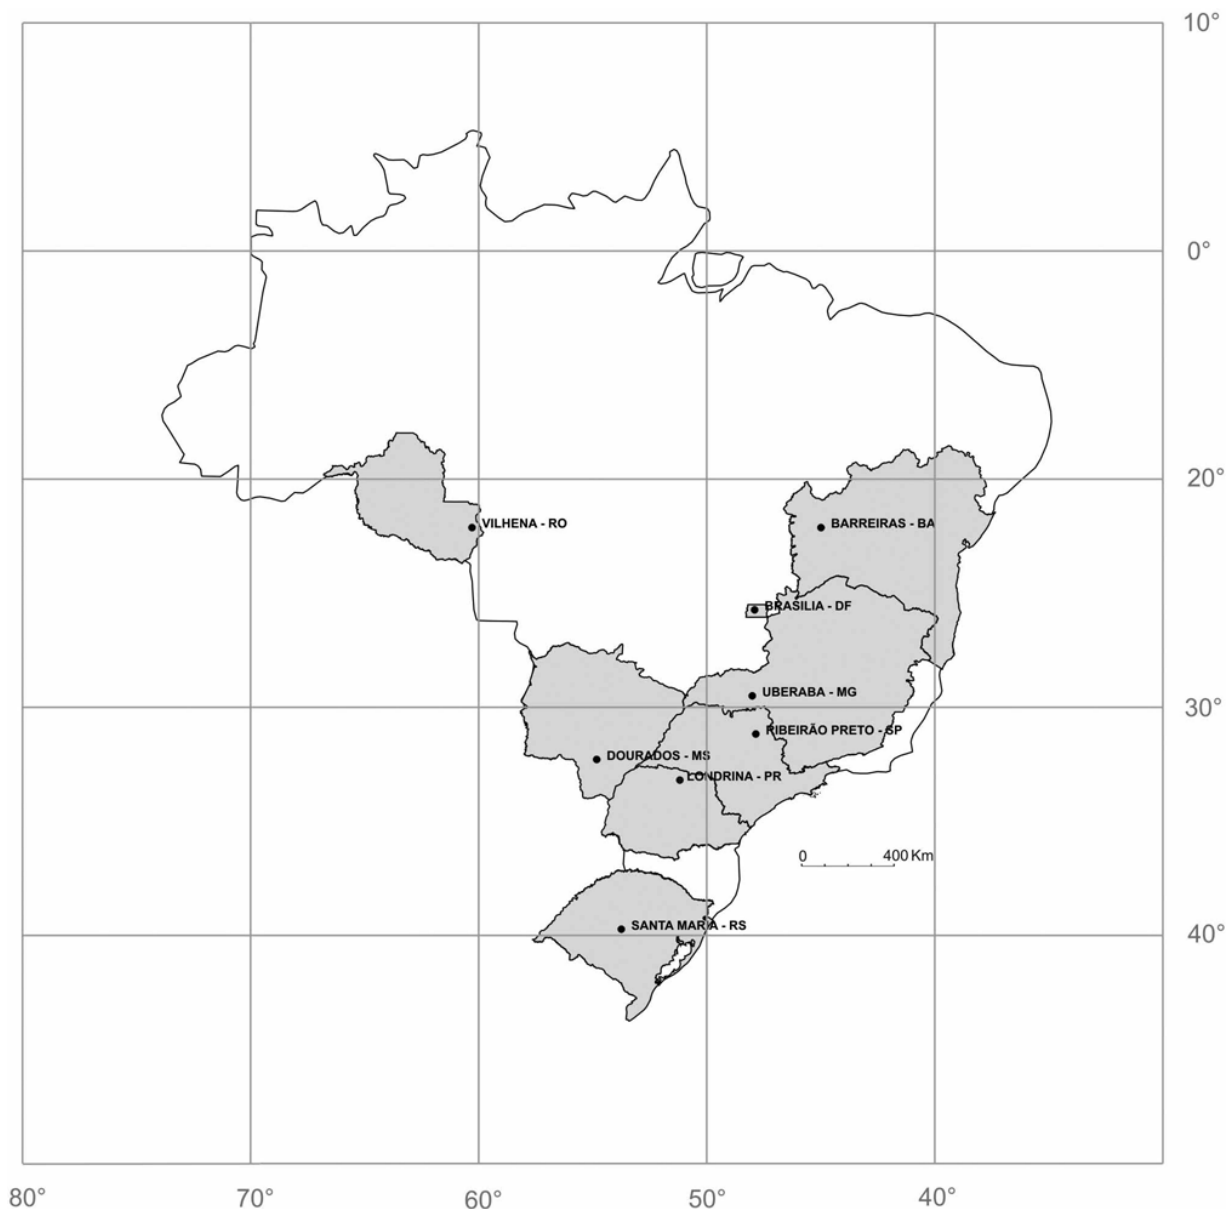 10°
0°
20°
VILHENA - RO
BARREIRAS - BA
BRASILIA - DF
UBERABA - MG
30°
RIBEIRÃO PRETO - SP
DOURADOS - MS
LONDRINA - PR
0 400 Km
SANTA MARIA - RS
40°
80° 70° 60° 50° 40°